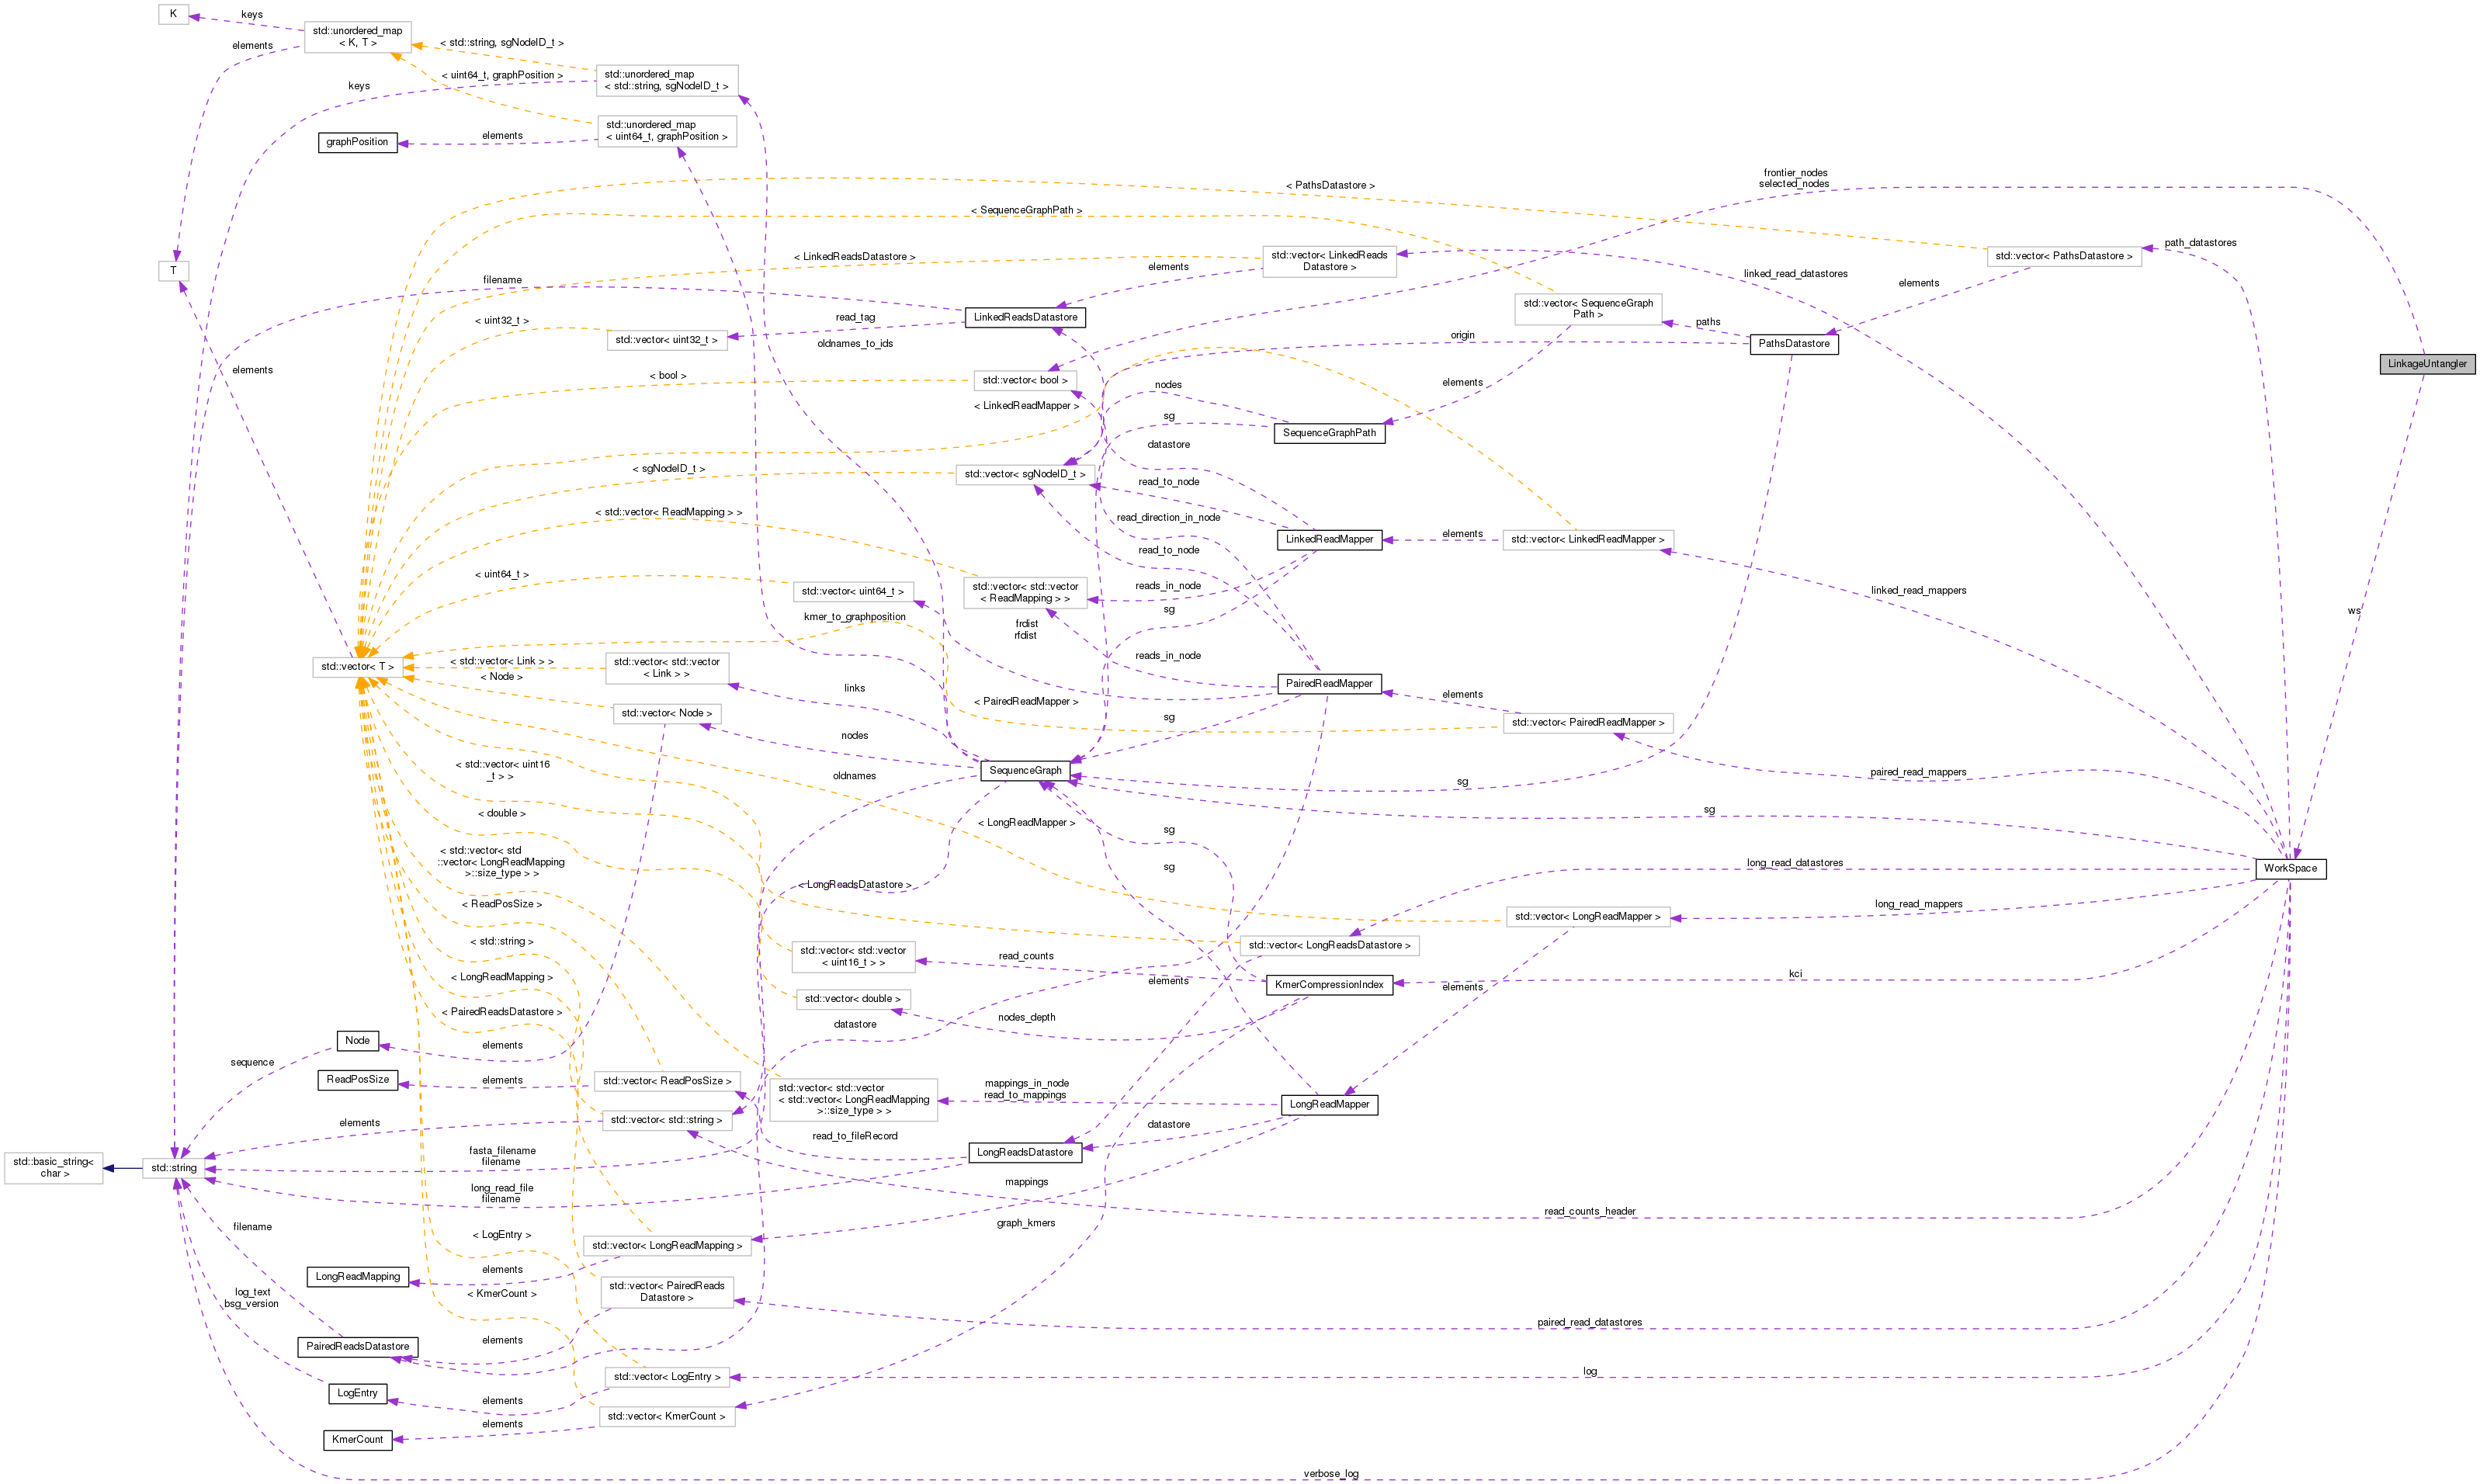 K
keys
std::unordered_map
< K, T >
elements
< std::string, sgNodeID_t >
< uint64_t, graphPosition >
keys
std::unordered_map
< std::string, sgNodeID_t >
std::unordered_map
< uint64_t, graphPosition >
graphPosition
elements
frontier_nodes
selected_nodes
< PathsDatastore >
< SequenceGraphPath >
path_datastores
std::vector< PathsDatastore >
< LinkedReadsDatastore >
std::vector< LinkedReads
Datastore >
elements
T
linked_read_datastores
filename
elements
std::vector< SequenceGraph
Path >
LinkedReadsDatastore
read_tag
< uint32_t >
std::vector< uint32_t >
paths
origin
PathsDatastore
oldnames_to_ids
LinkageUntangler
elements
< bool >
std::vector< bool >
nodes
elements
< LinkedReadMapper >
sg
SequenceGraphPath
datastore
< sgNodeID_t >
std::vector< sgNodeID_t >
read_to_node
< std::vector< ReadMapping > >
read_direction_in_node
LinkedReadMapper
elements
std::vector< LinkedReadMapper >
read_to_node
< uint64_t >
std::vector< uint64_t >
std::vector< std::vector
< ReadMapping > >
reads_in_node
linked_read_mappers
sg
ws
kmer_to_graphposition
frdist
rfdist
reads_in_node
std::vector< T >
< std::vector< Link > >
std::vector< std::vector
< Link > >
< Node >
links
PairedReadMapper
elements
< PairedReadMapper >
std::vector< Node >
sg
std::vector< PairedReadMapper >
nodes
< std::vector< uint16
_t > >
oldnames
SequenceGraph
sg
paired_read_mappers
sg
< double >
< LongReadMapper >
sg
< std::vector< std
::vector< LongReadMapping
>::size_type > >
sg
long_read_datastores
WorkSpace
< LongReadsDatastore >
< ReadPosSize >
long_read_mappers
std::vector< LongReadMapper >
< std::string >
std::vector< std::vector
< uint16_t > >
read_counts
std::vector< LongReadsDatastore >
< LongReadMapping >
elements
kci
KmerCompressionIndex
elements
std::vector< double >
< PairedReadsDatastore >
nodes_depth
datastore
Node
elements
sequence
ReadPosSize
elements
std::vector< ReadPosSize >
std::vector< std::vector
< std::vector< LongReadMapping
>::size_type > >
mappings_in_node
read_to_mappings
LongReadMapper
elements
std::vector< std::string >
datastore
read_to_fileRecord
LongReadsDatastore
std::basic_string<
char >
std::string
fasta_filename
filename
long_read_file
filename
mappings
read_counts_header
graph_kmers
filename
< LogEntry >
std::vector< LongReadMapping >
elements
LongReadMapping
std::vector< PairedReads
Datastore >
log_text
bsg_version
< KmerCount >
paired_read_datastores
PairedReadsDatastore
elements
log
std::vector< LogEntry >
LogEntry
elements
std::vector< KmerCount >
elements
KmerCount
verbose_log